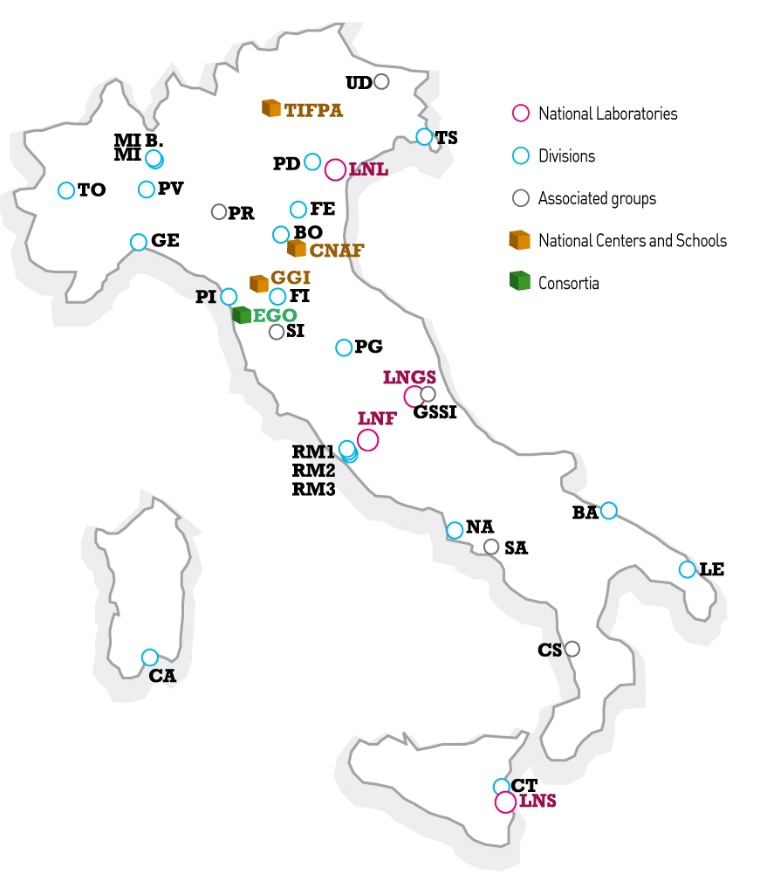 UD
TIFPA
National Laboratories
MI B.
TS
MI
Divisions
PD
LNL
TO
PV
Associated groups
PR
FE
BO
GE
CNAF
National Centers and Schools
GGI
Consortia
PI
FI
EGO
SI
PG
LNGS
GSSI
LNF
RM1
RM2
RM3
BA
NA
SA
LE
CS
CA
CT
LNS